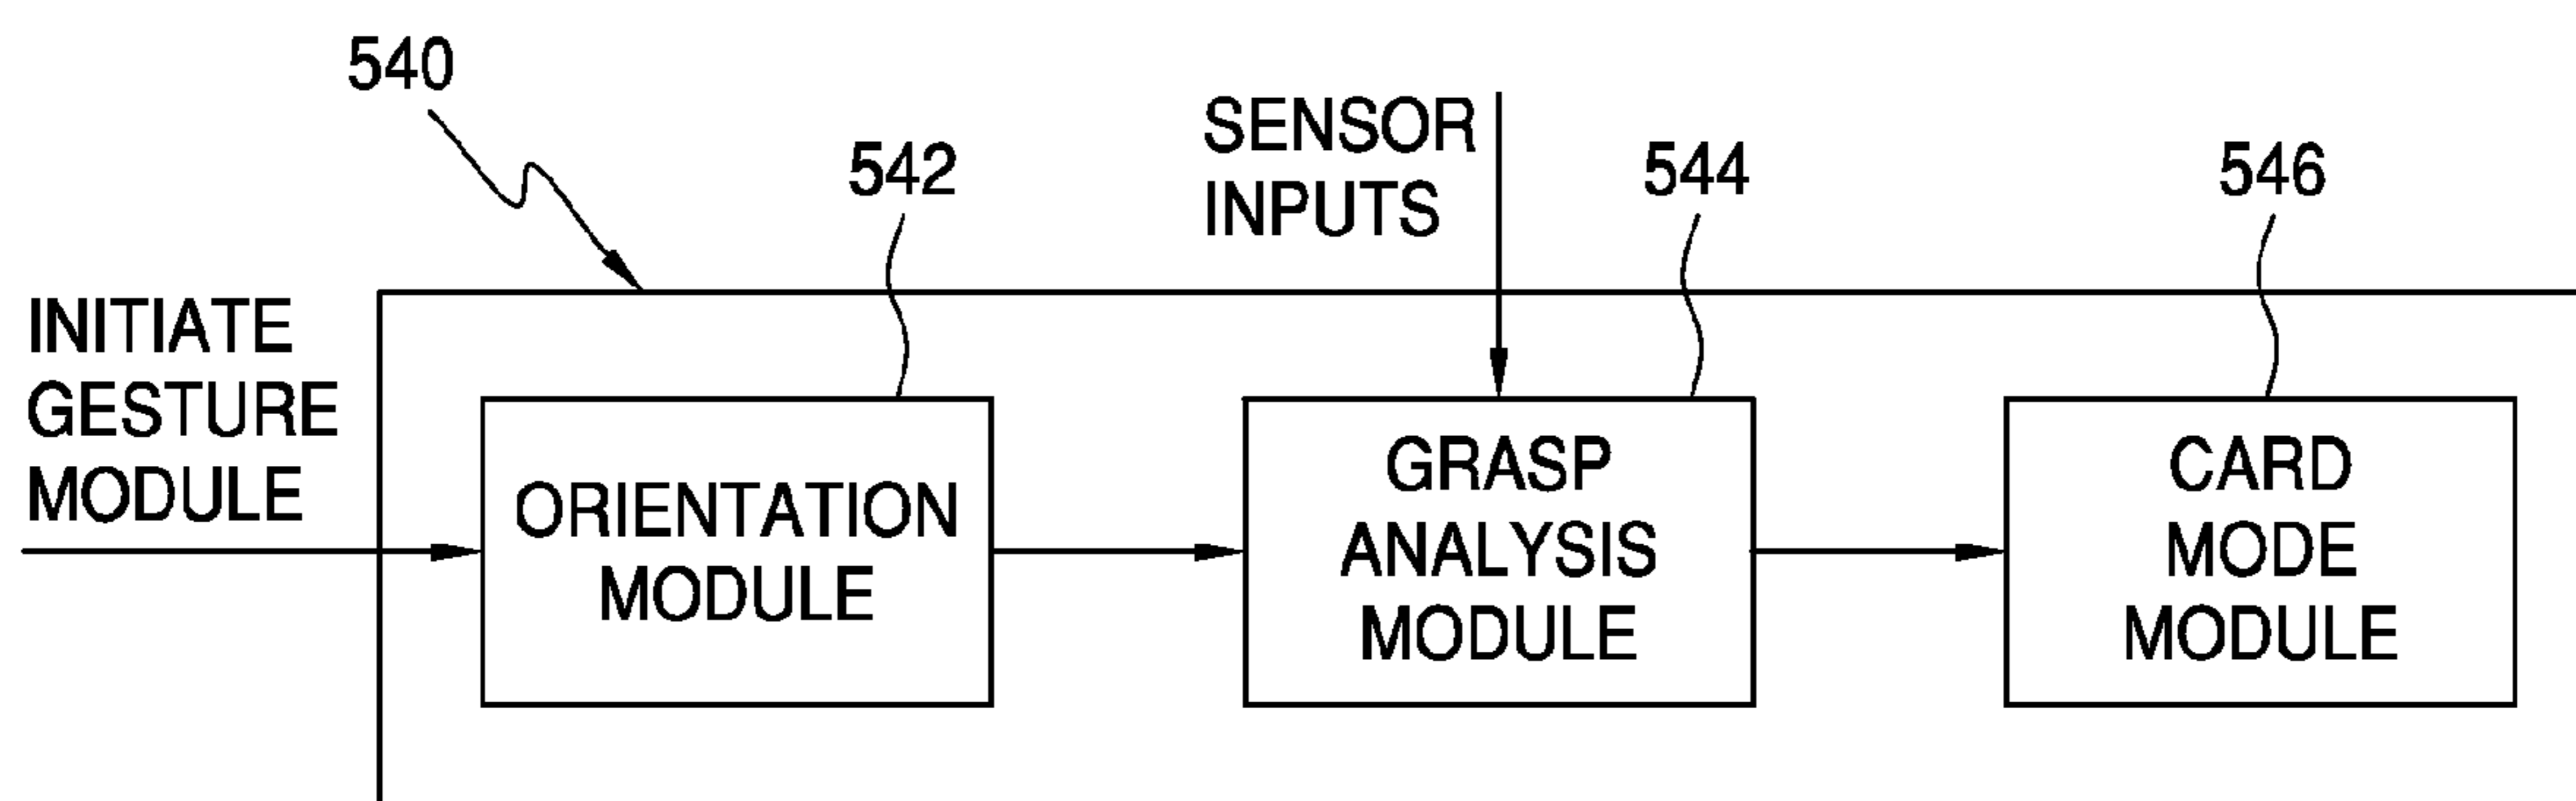 540
542
SENSOR
INPUTS
544
546
INITIATE
GESTURE
MODULE
ORIENTATION
MODULE
GRASP
ANALYSIS
MODULE
CARD
MODE
MODULE